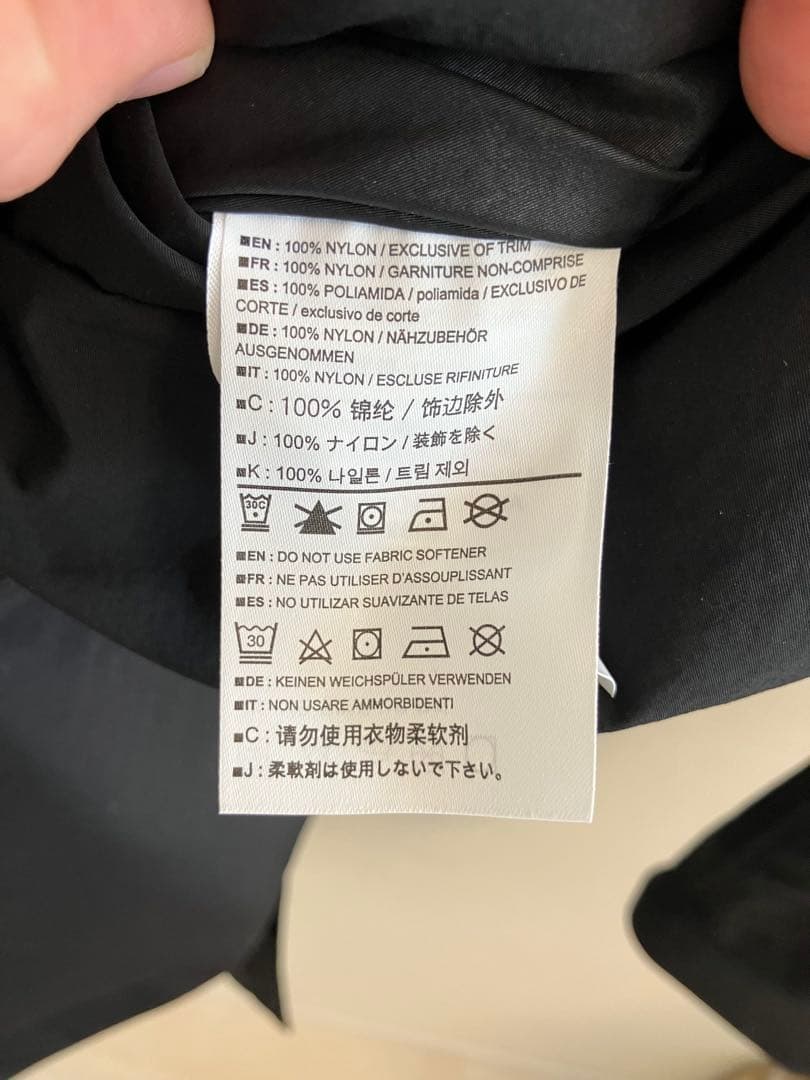 EN : 100% NYLON / EXCLUSIVE OF TRIM
FR : 100% NYLON / GARNITURE NON-COMPRISE
ES : 100% POLIAMIDA / poliamida / EXCLUSIVO DE
CORTE / exclusivo de corte
DE : 100% NYLON / NÄHZUBEHÖR
AUSGENOMMEN
IT : 100% NYLON / ESCLUSE RIFINITURE
C : 100% 锦纶 / 饰边除外
J : 100% ナイロン / 装飾を除く
K : 100% 나일론 / 트림 제외
30C
EN : DO NOT USE FABRIC SOFTENER
FR : NE PAS UTILISER D'ASSOUPLISSANT
ES : NO UTILIZAR SUAVIZANTE DE TELAS
30
DE : KEINEN WEICHSPÜLER VERWENDEN
IT : NON USARE AMMORBIDENTI
C : 请勿使用衣物柔软剂
J : 柔軟剤は使用しないで下さい。